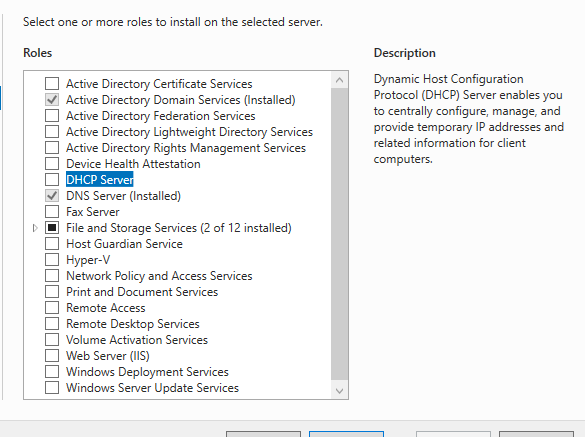 Select one or more roles to install on the selected server.
Roles
Active Directory Certificate Services
Active Directory Domain Services (Installed)
Active Directory Federation Services
Active Directory Lightweight Directory Services
Active Directory Rights Management Services
Device Health Attestation
DHCP Server
DNS Server (Installed)
Fax Server
File and Storage Services (2 of 12 installed)
Host Guardian Service
Hyper-V
Network Policy and Access Services
Print and Document Services
Remote Access
Remote Desktop Services
Volume Activation Services
Web Server (IIS)
Windows Deployment Services
Windows Server Update Services
Description
Dynamic Host Configuration
Protocol (DHCP) Server enables you
to centrally configure, manage, and
provide temporary IP addresses and
related information for client
computers.